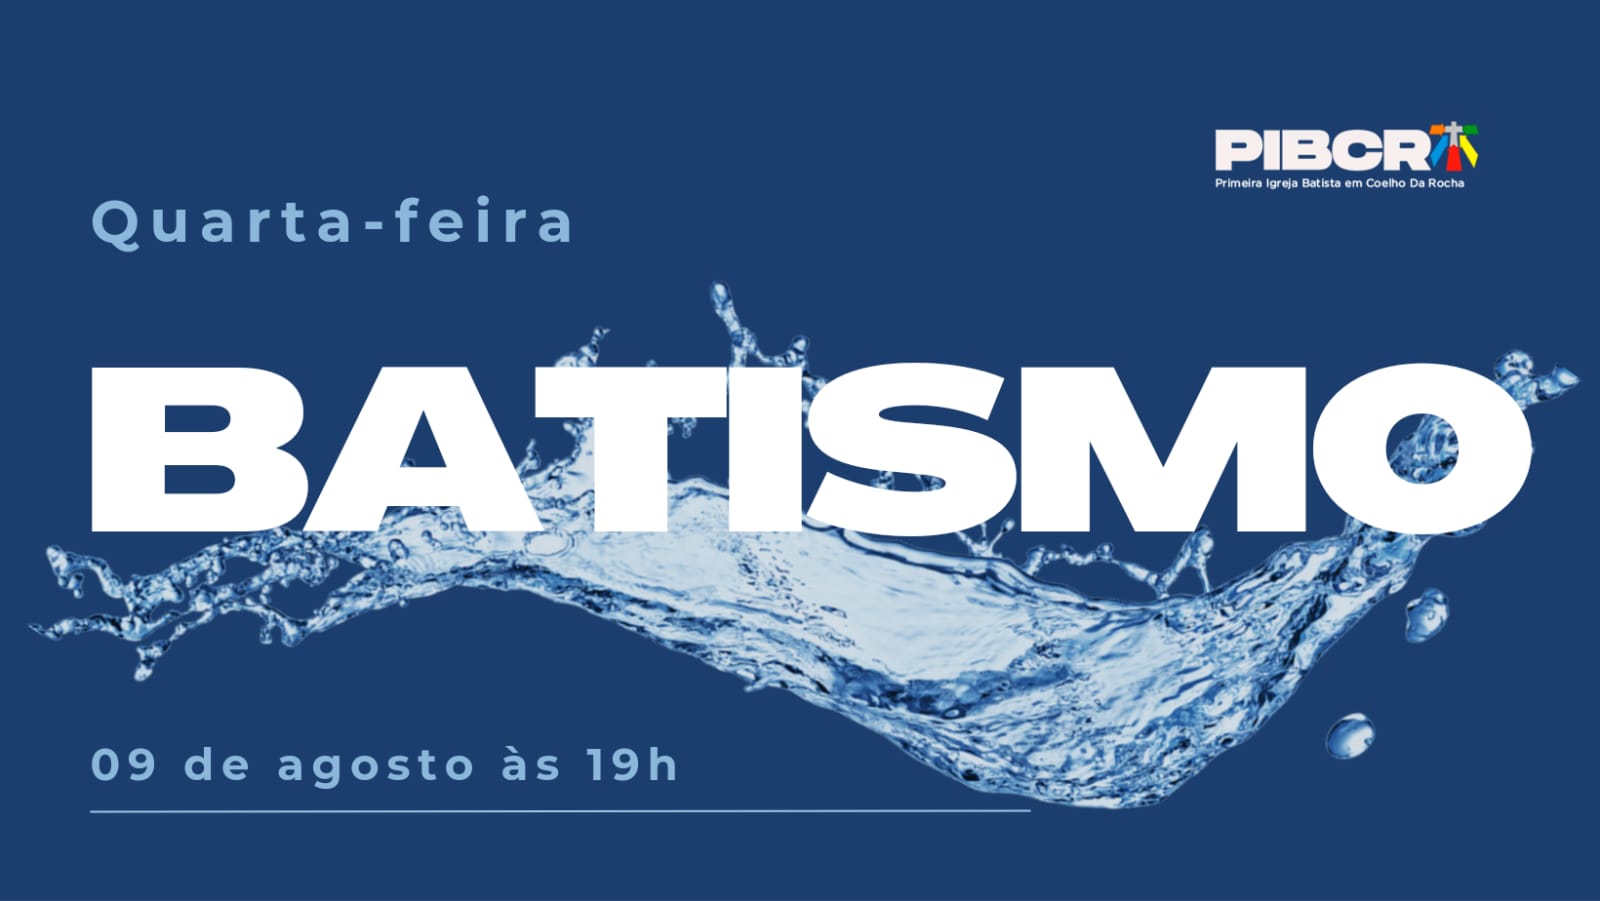 PIBCR
Primeira Igreja Batista em Coelho Da Rocha
Quarta-feira
BATISMO
09 de agosto às 19h